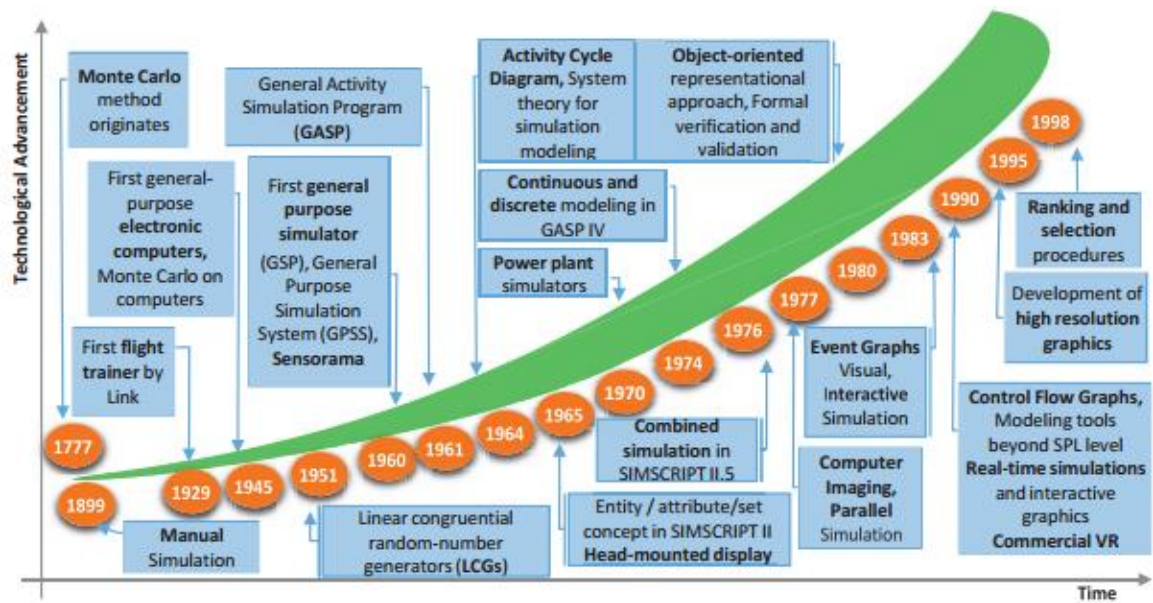 Technological Advancement
Monte Carlo
method
originates
General Activity
Simulation Program
(GASP)
Activity Cycle
Diagram, System
theory for
simulation
modeling
Object-oriented
representational
approach, Formal
verification and
validation
First general-
purpose
electronic
computers,
Monte Carlo on
computers
First general
purpose
simulator
(GSP), General
Purpose
Simulation
System (GPSS),
Sensorama
Continuous and
discrete modeling in
GASP IV
Power plant
simulators
First flight
trainer by
Link
1777
1899
1929
1945
1951
1960
1961
1964
1965
1970
1974
1976
1977
1980
1983
1990
1995
1998
Manual
Simulation
Linear congruential
random-number
generators (LCGs)
Entity / attribute/set
concept in SIMSCRIPT II
Head-mounted display
Combined
simulation in
SIMSCRIPT II.5
Computer
Imaging,
Parallel
Simulation
Event Graphs
Visual,
Interactive
Simulation
Control Flow Graphs,
Modeling tools
beyond SPL level
Real-time simulations
and interactive
graphics
Commercial VR
Development of
high resolution
graphics
Ranking and
selection
procedures
Time